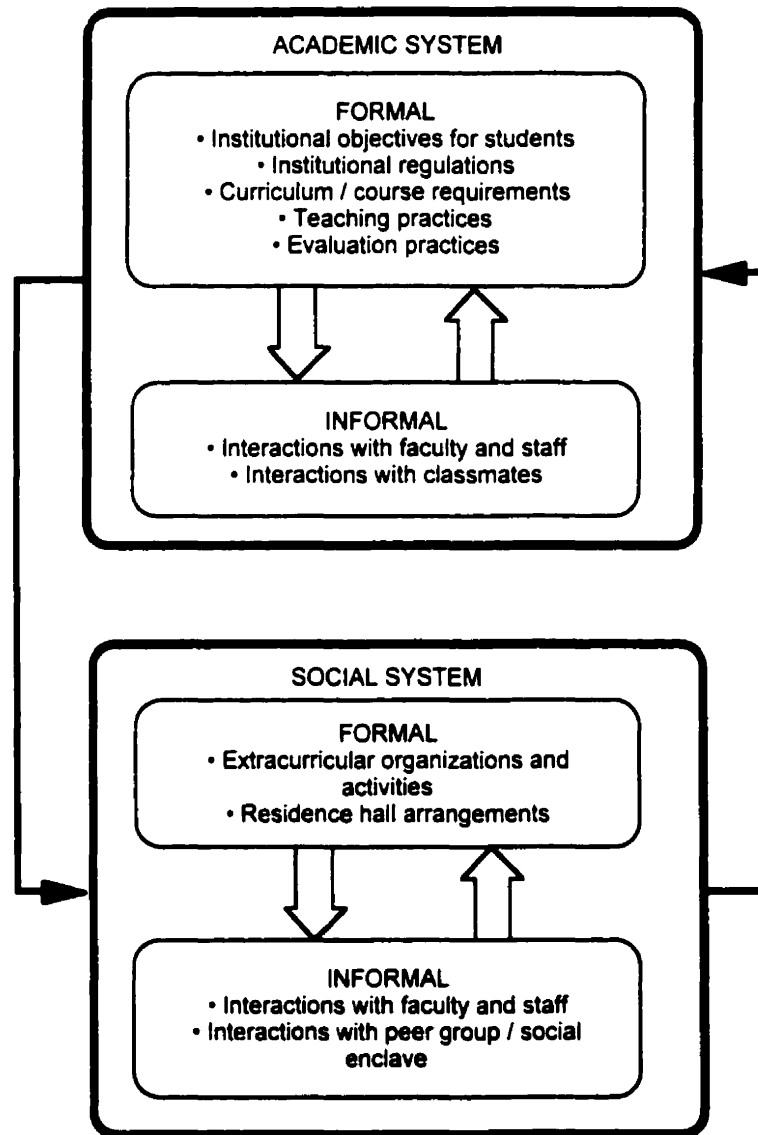 ACADEMIC SYSTEM
FORMAL
• Institutional objectives for students
• Institutional regulations
• Curriculum / course requirements
• Teaching practices
• Evaluation practices
INFORMAL
• Interactions with faculty and staff
• Interactions with classmates
SOCIAL SYSTEM
FORMAL
• Extracurricular organizations and
activities
• Residence hall arrangements
INFORMAL
• Interactions with faculty and staff
• Interactions with peer group / social
enclave